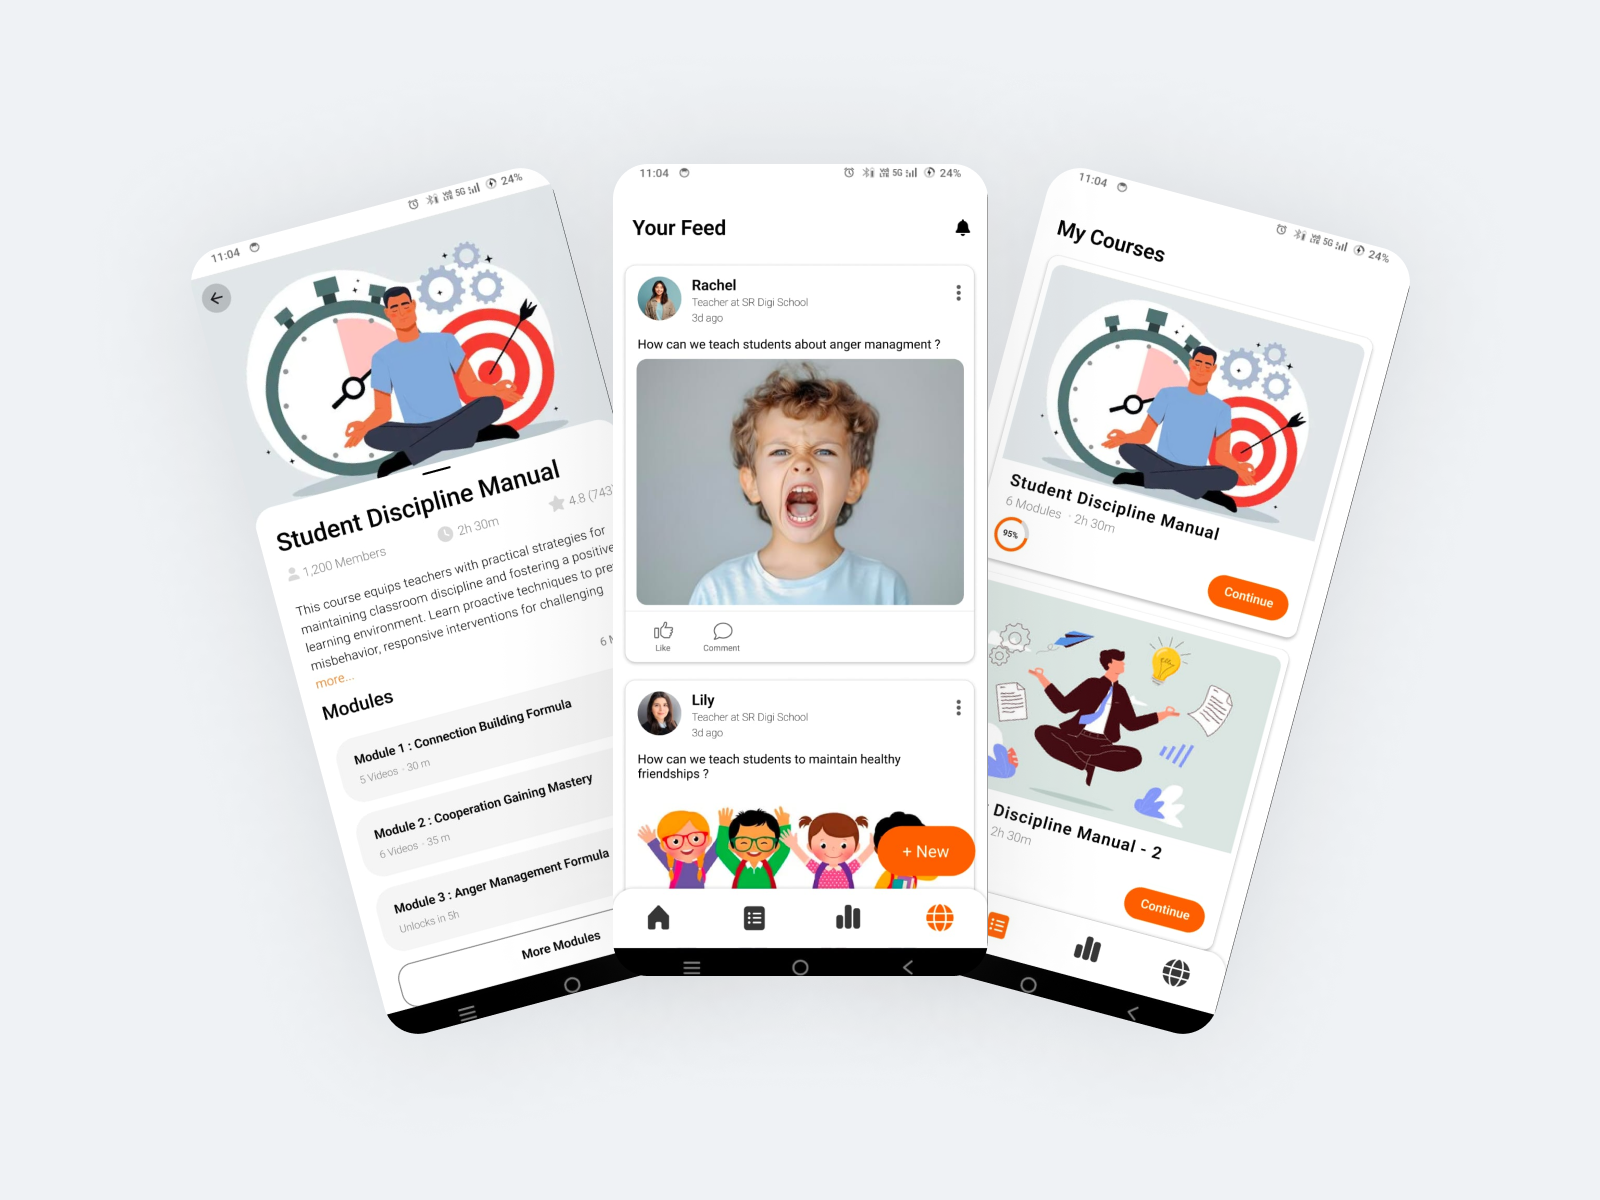 11:04
24%
Student Discipline Manual
1,200 Members
2h 30m
4.8 (743)
This course equips teachers with practical strategies for
maintaining classroom discipline and fostering a positive
learning environment. Learn proactive techniques to pre
misbehavior, responsive interventions for challenging
more...
6 M
Modules
Module 1 : Connection Building Formula
5 Videos · 30 m
Module 2 : Cooperation Gaining Mastery
6 Videos · 35 m
Module 3 : Anger Management Formula
Unlocks in 5h
More Modules
11:04
5G
24%
Your Feed
Rachel
Teacher at SR Digi School
3d ago
How can we teach students about anger managment ?
Like
Comment
Lily
Teacher at SR Digi School
3d ago
How can we teach students to maintain healthy
friendships ?
+ New
11:04
5G
24%
My Courses
Student Discipline Manual
6 Modules · 2h 30m
95%
Continue
Discipline Manual - 2
2h 30m
Continue